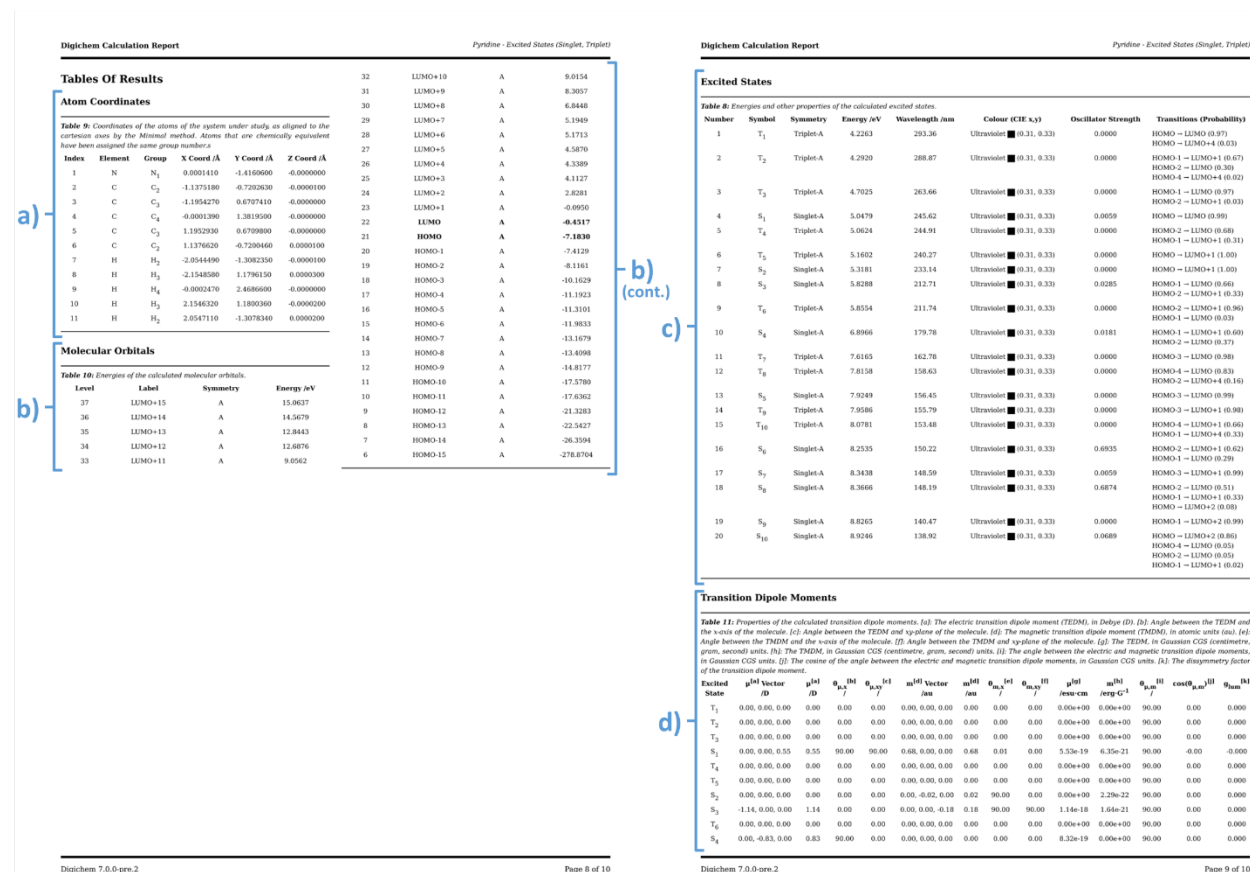 Digichem Calculation Report
Pyridine - Excited States (Singlet, Triplet)
Tables Of Results
a)
Atom Coordinates
Table 9: Coordinates of the atoms of the system under study, as aligned to the
cartesian axes by the Minimal method. Atoms that are chemically equivalent
have been assigned the same group number.s
Index Element Group X Coord /Å Y Coord /Å Z Coord /Å
1 N N1 0.0001410 -1.4160600 -0.0000000
2 C C2 -1.1375180 -0.7202630 -0.0000100
3 C C3 -1.1954270 0.6707410 -0.0000000
4 C C4 -0.0001390 1.3819500 -0.0000000
5 C C3 1.1952930 0.6709800 -0.0000000
6 C C2 1.1376620 -0.7200460 0.0000100
7 H H2 -2.0544490 -1.3082350 -0.0000100
8 H H3 -2.1548580 1.1796150 0.0000300
9 H H4 -0.0002470 2.4686600 -0.0000000
10 H H3 2.1546320 1.1800360 -0.0000200
11 H H2 2.0547110 -1.3078340 0.0000200
b)
Molecular Orbitals
Table 10: Energies of the calculated molecular orbitals.
Level Label Symmetry Energy /eV
37 LUMO+15 A 15.0637
36 LUMO+14 A 14.5679
35 LUMO+13 A 12.8443
34 LUMO+12 A 12.6876
33 LUMO+11 A 9.0562
b)
(cont.)
32 LUMO+10 A 9.0154
31 LUMO+9 A 8.3057
30 LUMO+8 A 6.8448
29 LUMO+7 A 5.1949
28 LUMO+6 A 5.1713
27 LUMO+5 A 4.5870
26 LUMO+4 A 4.3389
25 LUMO+3 A 4.1127
24 LUMO+2 A 2.8281
23 LUMO+1 A -0.0950
22 LUMO A -0.4517
21 HOMO A -7.1830
20 HOMO-1 A -7.4129
19 HOMO-2 A -8.1161
18 HOMO-3 A -10.1629
17 HOMO-4 A -11.1923
16 HOMO-5 A -11.3101
15 HOMO-6 A -11.9833
14 HOMO-7 A -13.1679
13 HOMO-8 A -13.4098
12 HOMO-9 A -14.8177
11 HOMO-10 A -17.5780
10 HOMO-11 A -17.6362
9 HOMO-12 A -21.3283
8 HOMO-13 A -22.5427
7 HOMO-14 A -26.3594
6 HOMO-15 A -278.8704
Digichem 7.0.0-pre.2
Page 8 of 10
Digichem Calculation Report
Pyridine - Excited States (Singlet, Triplet)
c)
Excited States
Table 8: Energies and other properties of the calculated excited states.
Number Symbol Symmetry Energy /eV Wavelength /nm Colour (CIE x,y) Oscillator Strength Transitions (Probability)
1 T1 Triplet-A 4.2263 293.36 Ultraviolet (0.31, 0.33) 0.0000 HOMO → LUMO (0.97)
HOMO → LUMO+4 (0.03)
2 T2 Triplet-A 4.2920 288.87 Ultraviolet (0.31, 0.33) 0.0000 HOMO-1 → LUMO+1 (0.67)
HOMO-2 → LUMO (0.30)
HOMO-4 → LUMO+4 (0.02)
3 T3 Triplet-A 4.7025 263.66 Ultraviolet (0.31, 0.33) 0.0000 HOMO-1 → LUMO (0.97)
HOMO-2 → LUMO+1 (0.03)
4 S1 Singlet-A 5.0479 245.62 Ultraviolet (0.31, 0.33) 0.0059 HOMO → LUMO (0.99)
5 T4 Triplet-A 5.0624 244.91 Ultraviolet (0.31, 0.33) 0.0000 HOMO-2 → LUMO (0.68)
HOMO-1 → LUMO+1 (0.31)
6 T5 Triplet-A 5.1602 240.27 Ultraviolet (0.31, 0.33) 0.0000 HOMO → LUMO+1 (1.00)
7 S2 Singlet-A 5.3181 233.14 Ultraviolet (0.31, 0.33) 0.0000 HOMO → LUMO+1 (1.00)
8 S3 Singlet-A 5.8288 212.71 Ultraviolet (0.31, 0.33) 0.0285 HOMO-1 → LUMO (0.66)
HOMO-2 → LUMO+1 (0.33)
9 T6 Triplet-A 5.8554 211.74 Ultraviolet (0.31, 0.33) 0.0000 HOMO-2 → LUMO+1 (0.96)
HOMO-1 → LUMO (0.03)
10 S4 Singlet-A 6.8966 179.78 Ultraviolet (0.31, 0.33) 0.0181 HOMO-1 → LUMO+1 (0.60)
HOMO-2 → LUMO (0.37)
11 T7 Triplet-A 7.6165 162.78 Ultraviolet (0.31, 0.33) 0.0000 HOMO-3 → LUMO (0.98)
12 T8 Triplet-A 7.8158 158.63 Ultraviolet (0.31, 0.33) 0.0000 HOMO-4 → LUMO (0.83)
HOMO-2 → LUMO+4 (0.16)
13 S5 Singlet-A 7.9249 156.45 Ultraviolet (0.31, 0.33) 0.0000 HOMO-3 → LUMO (0.99)
14 T9 Triplet-A 7.9586 155.79 Ultraviolet (0.31, 0.33) 0.0000 HOMO-3 → LUMO+1 (0.98)
15 T10 Triplet-A 8.0781 153.48 Ultraviolet (0.31, 0.33) 0.0000 HOMO-4 → LUMO+1 (0.66)
HOMO-1 → LUMO+4 (0.33)
16 S6 Singlet-A 8.2535 150.22 Ultraviolet (0.31, 0.33) 0.6935 HOMO-2 → LUMO+1 (0.62)
HOMO-1 → LUMO (0.29)
17 S7 Singlet-A 8.3438 148.59 Ultraviolet (0.31, 0.33) 0.0059 HOMO-3 → LUMO+1 (0.99)
18 S8 Singlet-A 8.3666 148.19 Ultraviolet (0.31, 0.33) 0.6874 HOMO-2 → LUMO (0.51)
HOMO-1 → LUMO+1 (0.33)
HOMO → LUMO+2 (0.08)
19 S9 Singlet-A 8.8265 140.47 Ultraviolet (0.31, 0.33) 0.0000 HOMO-1 → LUMO+2 (0.99)
20 S10 Singlet-A 8.9246 138.92 Ultraviolet (0.31, 0.33) 0.0689 HOMO → LUMO+2 (0.86)
HOMO-4 → LUMO (0.05)
HOMO-2 → LUMO (0.05)
HOMO-1 → LUMO+1 (0.02)
d)
Transition Dipole Moments
Table 11: Properties of the calculated transition dipole moments. [a]: The electric transition dipole moment (TEDM), in Debye (D). [b]: Angle between the TEDM and
the x-axis of the molecule. [c]: Angle between the TEDM and xy-plane of the molecule. [d]: The magnetic transition dipole moment (TMDM), in atomic units (au). [e]:
Angle between the TMDM and the x-axis of the molecule. [f]: Angle between the TMDM and xy-plane of the molecule. [g]: The TEDM, in Gaussian CGS (centimetre,
gram, second) units. [h]: The TMDM, in Gaussian CGS (centimetre, gram, second) units. [i]: The angle between the electric and magnetic transition dipole moments,
in Gaussian CGS units. [j]: The cosine of the angle between the electric and magnetic transition dipole moments, in Gaussian CGS units. [k]: The dissymmetry factor
of the transition dipole moment.
Excited μ[a] Vector μ[a] θμ,x[b] θμ,xy[c] m[d] Vector m[d] θm,x[e] θm,xy[f] μ[g] m[h] θμ,m[i] cos(θμ,m)[j] glum[k]
State /D /D / / /au /au / / /esu·cm /erg·G-1 /
T1 0.00, 0.00, 0.00 0.00 0.00 0.00 0.00, 0.00, 0.00 0.00 0.00 0.00 0.00e+00 0.00e+00 90.00 0.00 0.000
T2 0.00, 0.00, 0.00 0.00 0.00 0.00 0.00, 0.00, 0.00 0.00 0.00 0.00 0.00e+00 0.00e+00 90.00 0.00 0.000
T3 0.00, 0.00, 0.00 0.00 0.00 0.00 0.00, 0.00, 0.00 0.00 0.00 0.00 0.00e+00 0.00e+00 90.00 0.00 0.000
S1 0.00, 0.00, 0.55 0.55 90.00 90.00 0.68, 0.00, 0.00 0.68 0.01 0.00 5.53e-19 6.35e-21 90.00 -0.00 -0.000
T4 0.00, 0.00, 0.00 0.00 0.00 0.00 0.00, 0.00, 0.00 0.00 0.00 0.00 0.00e+00 0.00e+00 90.00 0.00 0.000
T5 0.00, 0.00, 0.00 0.00 0.00 0.00 0.00, 0.00, 0.00 0.00 0.00 0.00 0.00e+00 0.00e+00 90.00 0.00 0.000
S2 0.00, 0.00, 0.00 0.00 0.00 0.00 0.00, -0.02, 0.00 0.02 90.00 0.00 0.00e+00 2.29e-22 90.00 0.00 0.000
S3 -1.14, 0.00, 0.00 1.14 0.00 0.00 0.00, 0.00, -0.18 0.18 90.00 90.00 1.14e-18 1.64e-21 90.00 0.00 0.000
T6 0.00, 0.00, 0.00 0.00 0.00 0.00 0.00, 0.00, 0.00 0.00 0.00 0.00 0.00e+00 0.00e+00 90.00 0.00 0.000
S4 0.00, -0.83, 0.00 0.83 90.00 0.00 0.00, 0.00, 0.00 0.00 0.00 0.00 8.32e-19 0.00e+00 90.00 0.00 0.000
Digichem 7.0.0-pre.2
Page 9 of 10